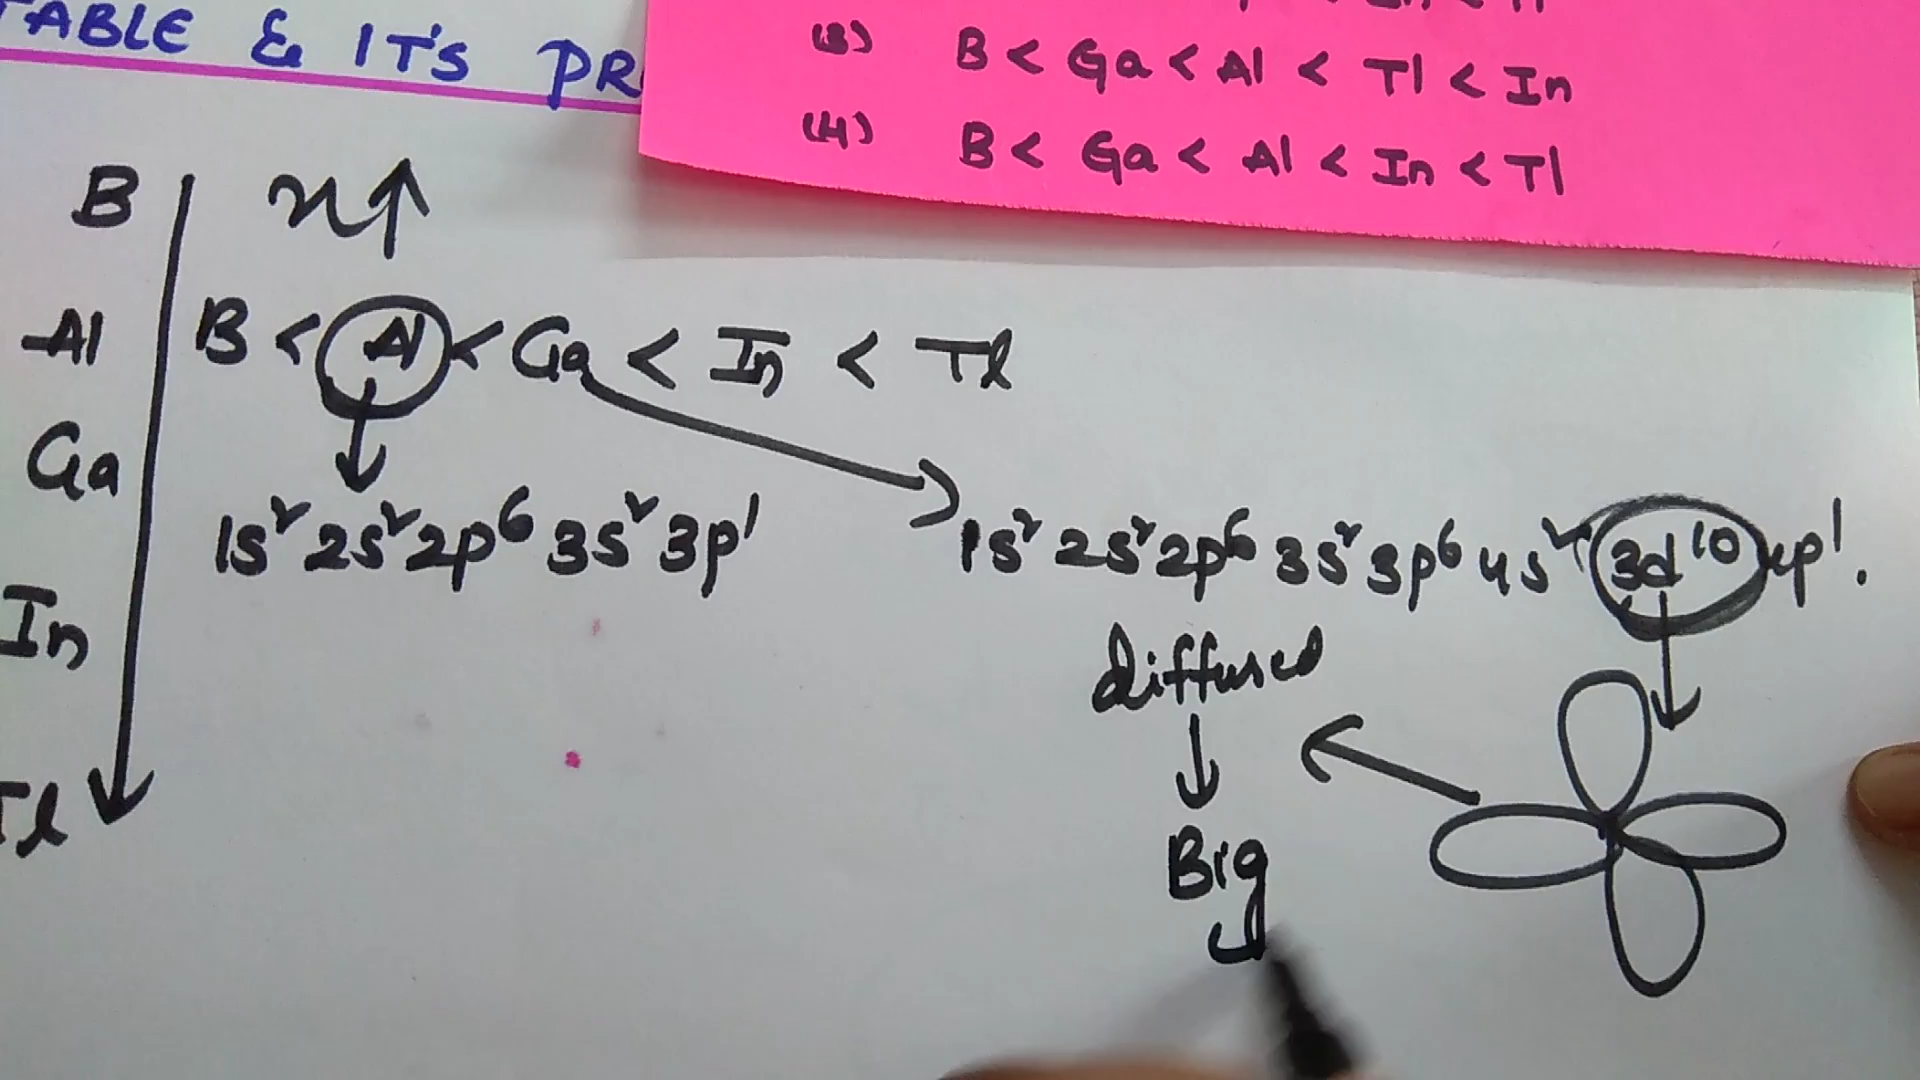 TABLE & IT'S PR
(3) B < Ga < Al < Tl < In
(4) B < Ga < Al < In < Tl
B
n↑
Al
B < Al < Ga < In < Tl
Ga
1s² 2s² 2p⁶ 3s² 3p¹
1s² 2s² 2p⁶ 3s² 3p⁶ 4s² 3d¹⁰ 4p¹.
In
diffused
Tl
Big